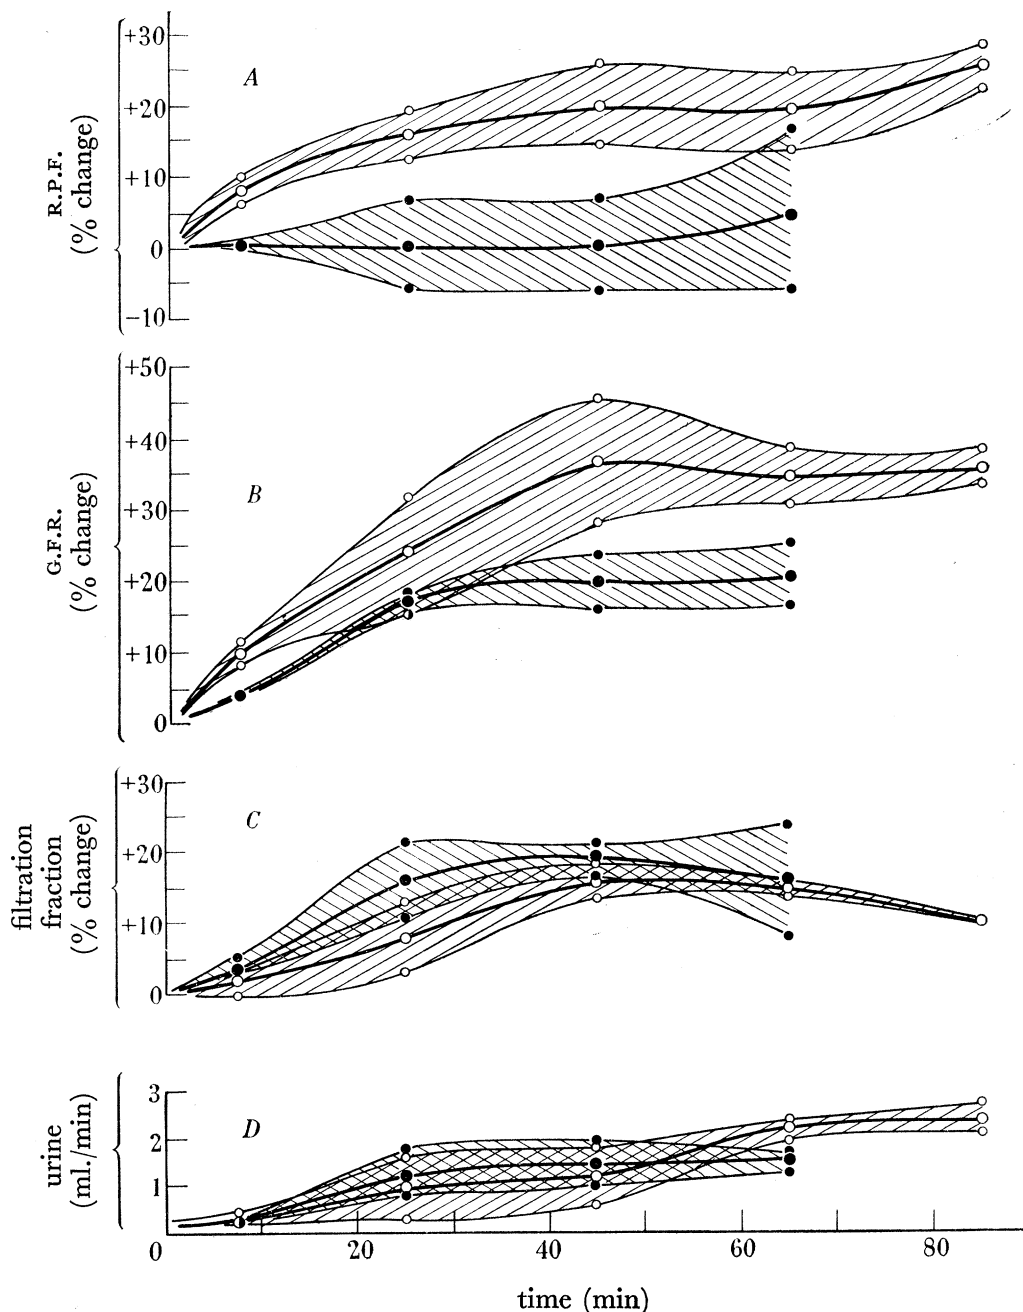 +30
+20
+10
0
−10
R.P.F.
(% change)
A
+50
+40
+30
+20
+10
0
G.F.R.
(% change)
B
+30
+20
+10
0
filtration
fraction
(% change)
C
3
2
1
urine
(ml./min)
D
0 20 40 60 80
time (min)